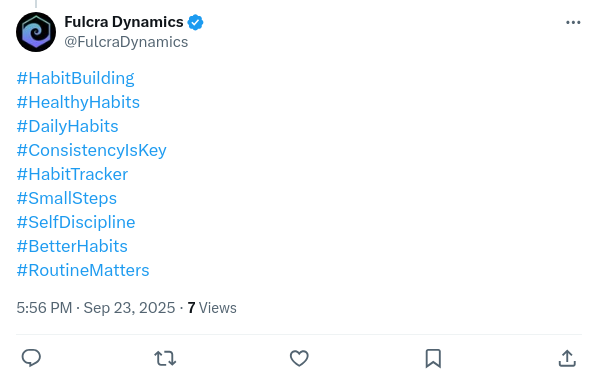 Fulcra Dynamics
@FulcraDynamics
#HabitBuilding
#HealthyHabits
#DailyHabits
#ConsistencyIsKey
#HabitTracker
#SmallSteps
#SelfDiscipline
#BetterHabits
#RoutineMatters
5:56 PM · Sep 23, 2025 · 7 Views